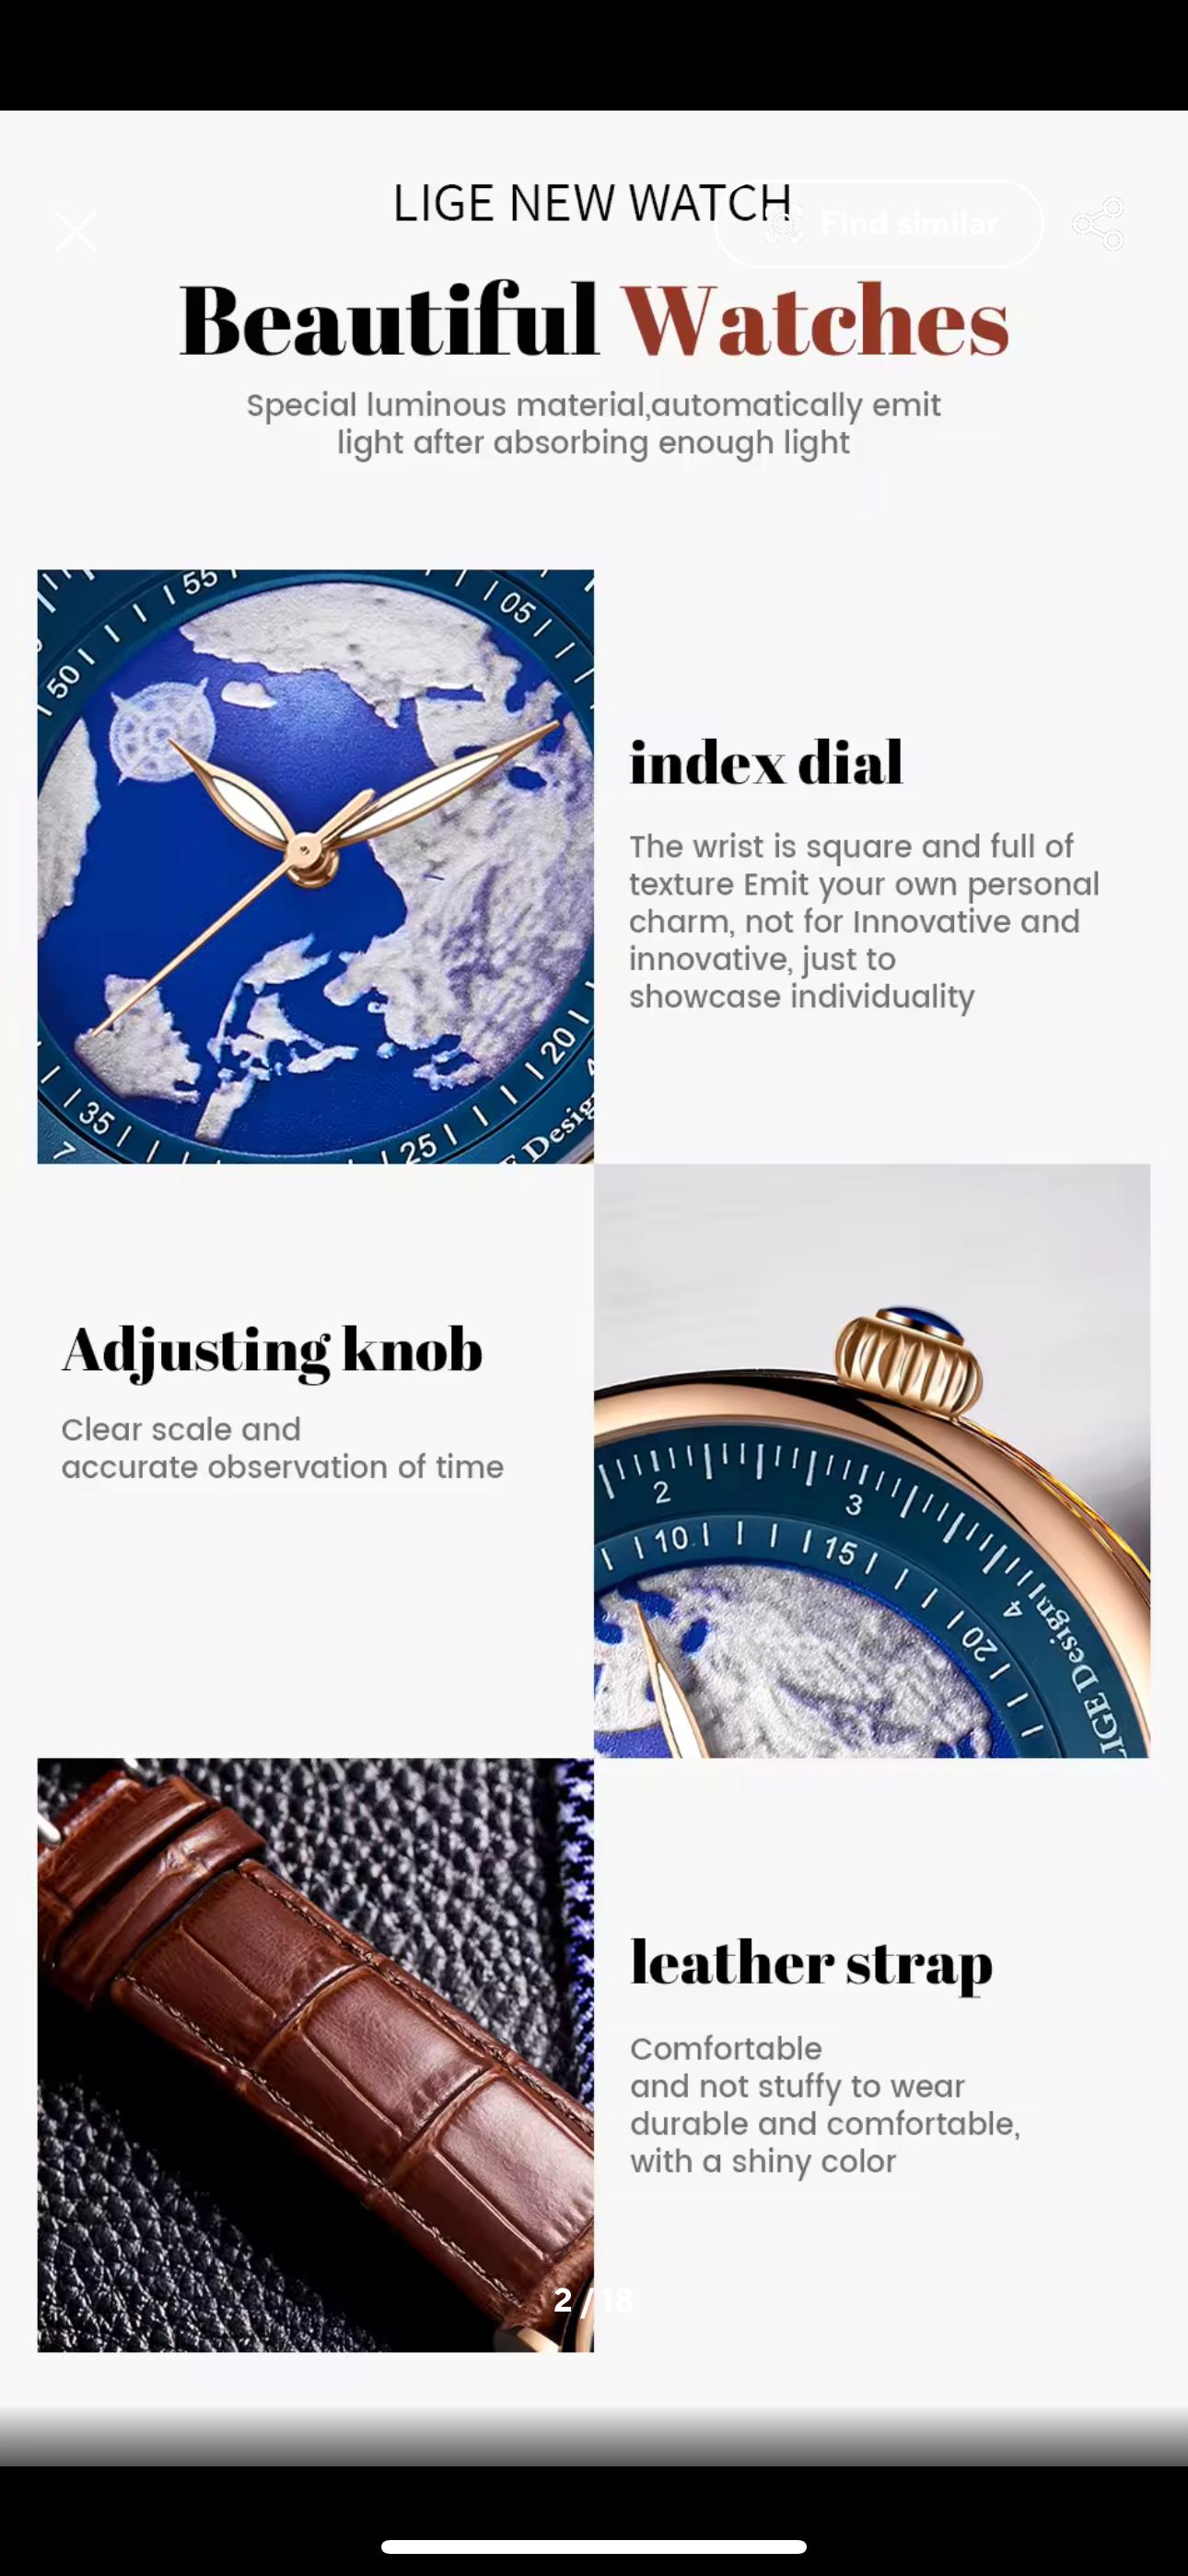 LIGE NEW WATCH
Find similar
Beautiful Watches
Special luminous material,automatically emit
light after absorbing enough light
50
55
05
20
25
35
7
Desig
index dial
The wrist is square and full of
texture Emit your own personal
charm, not for Innovative and
innovative, just to
showcase individuality
Adjusting knob
Clear scale and
accurate observation of time
2
3
4
10
15
20
LIGE Design
leather strap
Comfortable
and not stuffy to wear
durable and comfortable,
with a shiny color
2 / 18